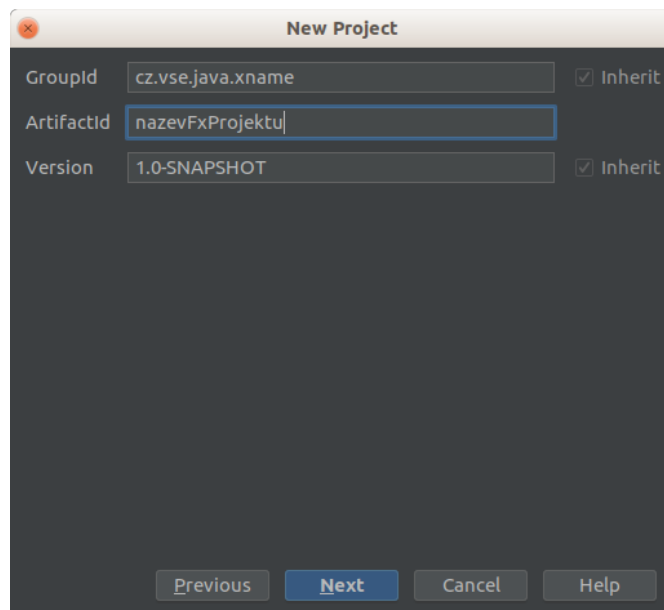 New Project
GroupId cz.vse.java.xname Inherit
ArtifactId nazevFxProjektu
Version 1.0-SNAPSHOT Inherit
Previous Next Cancel Help